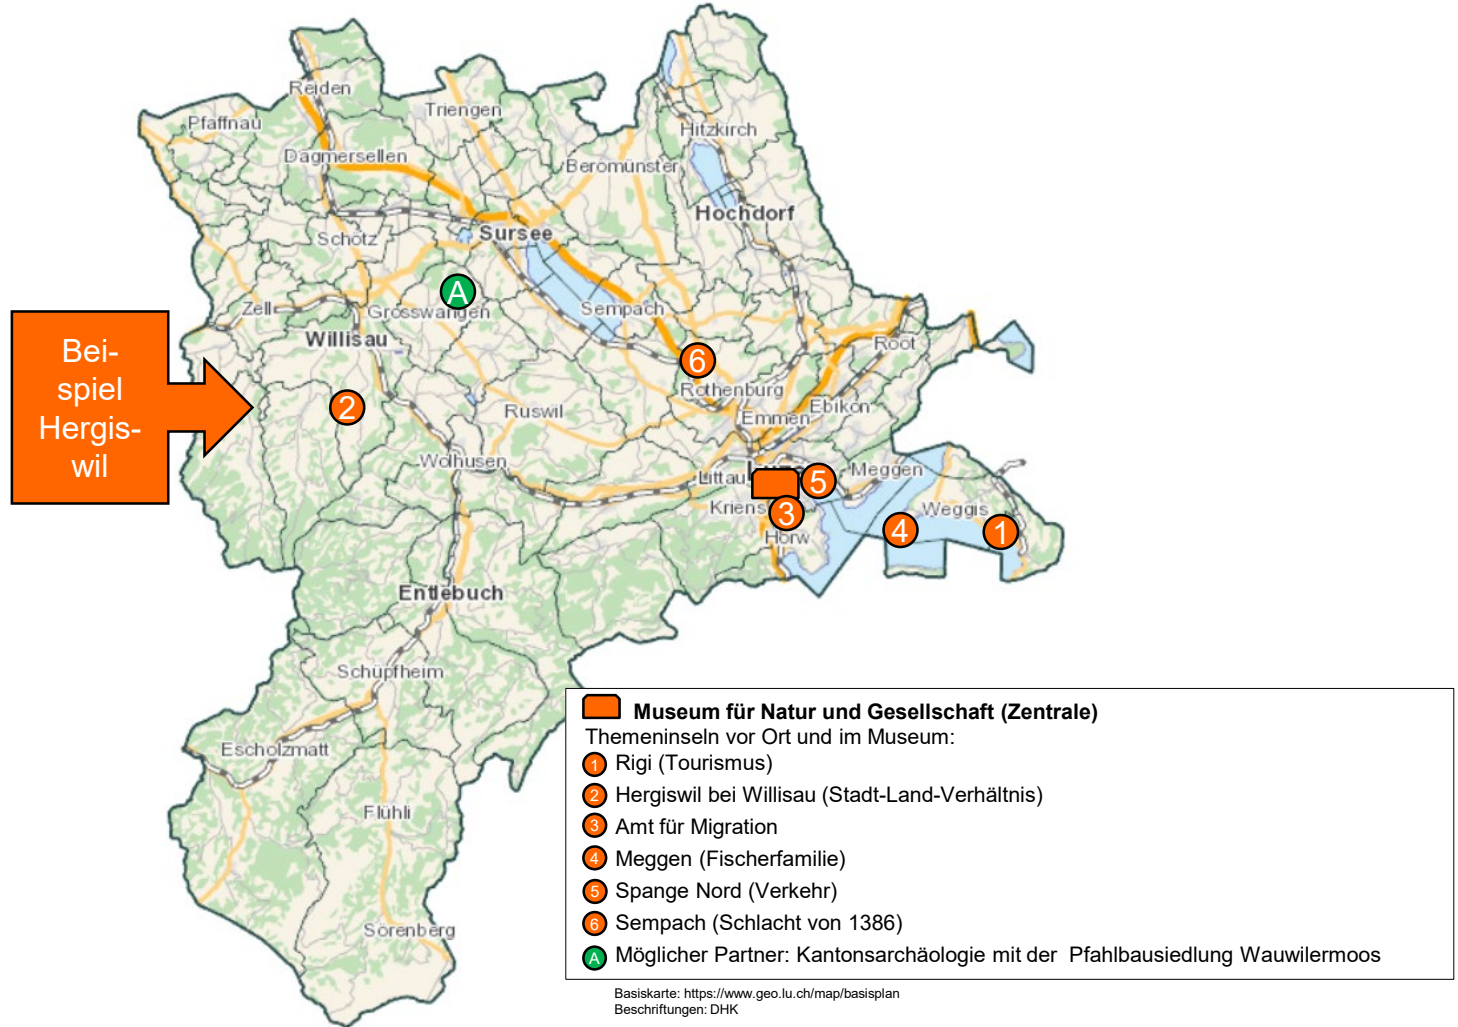 Reiden
Pfaffnau
Triengen
Hitzkirch
Dagmersellen
Beromünster
Hochdorf
Schötz
Sursee
A
Zell
Grosswangen
Sempach
Willisau
Root
6
Rothenburg
Bei-
spiel
Hergis-
wil
2
Ruswil
Emmen
Ebikon
Wolhusen
Littau
5
Meggen
Kriens
3
Weggis
4
1
Horw
Entlebuch
Schüpfheim
Escholzmatt
Flühli
Sörenberg
Museum für Natur und Gesellschaft (Zentrale)
Themeninseln vor Ort und im Museum:
1 Rigi (Tourismus)
2 Hergiswil bei Willisau (Stadt-Land-Verhältnis)
3 Amt für Migration
4 Meggen (Fischerfamilie)
5 Spange Nord (Verkehr)
6 Sempach (Schlacht von 1386)
A Möglicher Partner: Kantonsarchäologie mit der Pfahlbausiedlung Wauwilermoos
Basiskarte: https://www.geo.lu.ch/map/basisplan
Beschriftungen: DHK